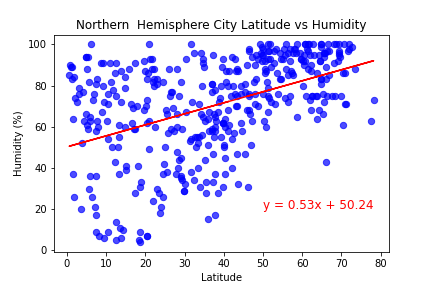 Northern  Hemisphere City Latitude vs Humidity
100
80
60
40
20
0
Humidity (%)
y = 0.53x + 50.24
0 10 20 30 40 50 60 70 80
Latitude